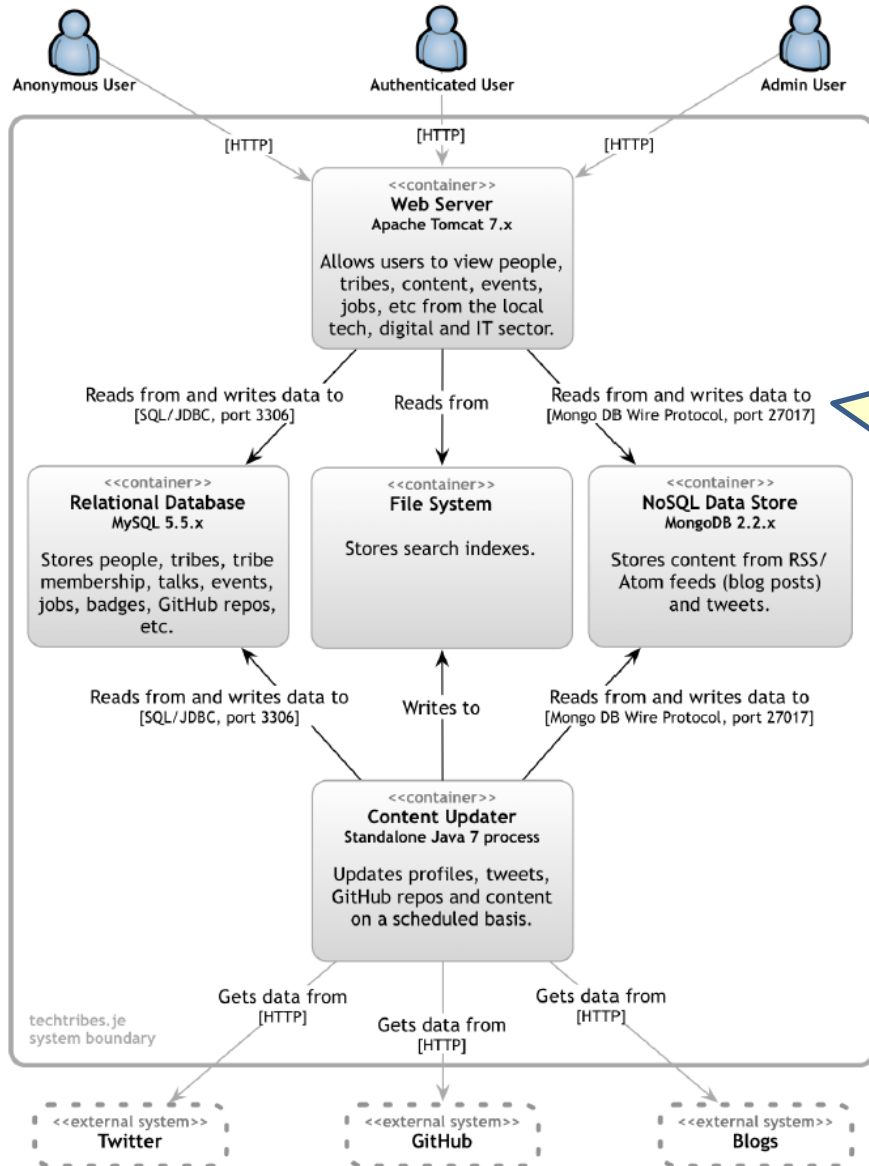 Anonymous User
Authenticated User
Admin User
[HTTP]
[HTTP]
[HTTP]
<<container>>
Web Server
Apache Tomcat 7.x
Allows users to view people,
tribes, content, events,
jobs, etc from the local
tech, digital and IT sector.
Reads from and writes data to
[SQL/JDBC, port 3306]
Reads from
Reads from and writes data to
[Mongo DB Wire Protocol, port 27017]
<<container>>
Relational Database
MySQL 5.5.x
Stores people, tribes, tribe
membership, talks, events,
jobs, badges, GitHub repos,
etc.
<<container>>
File System
Stores search indexes.
<<container>>
NoSQL Data Store
MongoDB 2.2.x
Stores content from RSS/
Atom feeds (blog posts)
and tweets.
Reads from and writes data to
[SQL/JDBC, port 3306]
Writes to
Reads from and writes data to
[Mongo DB Wire Protocol, port 27017]
<<container>>
Content Updater
Standalone Java 7 process
Updates profiles, tweets,
GitHub repos and content
on a scheduled basis.
Gets data from
[HTTP]
Gets data from
[HTTP]
Gets data from
[HTTP]
techtribes.je
system boundary
<<external system>>
Twitter
<<external system>>
GitHub
<<external system>>
Blogs